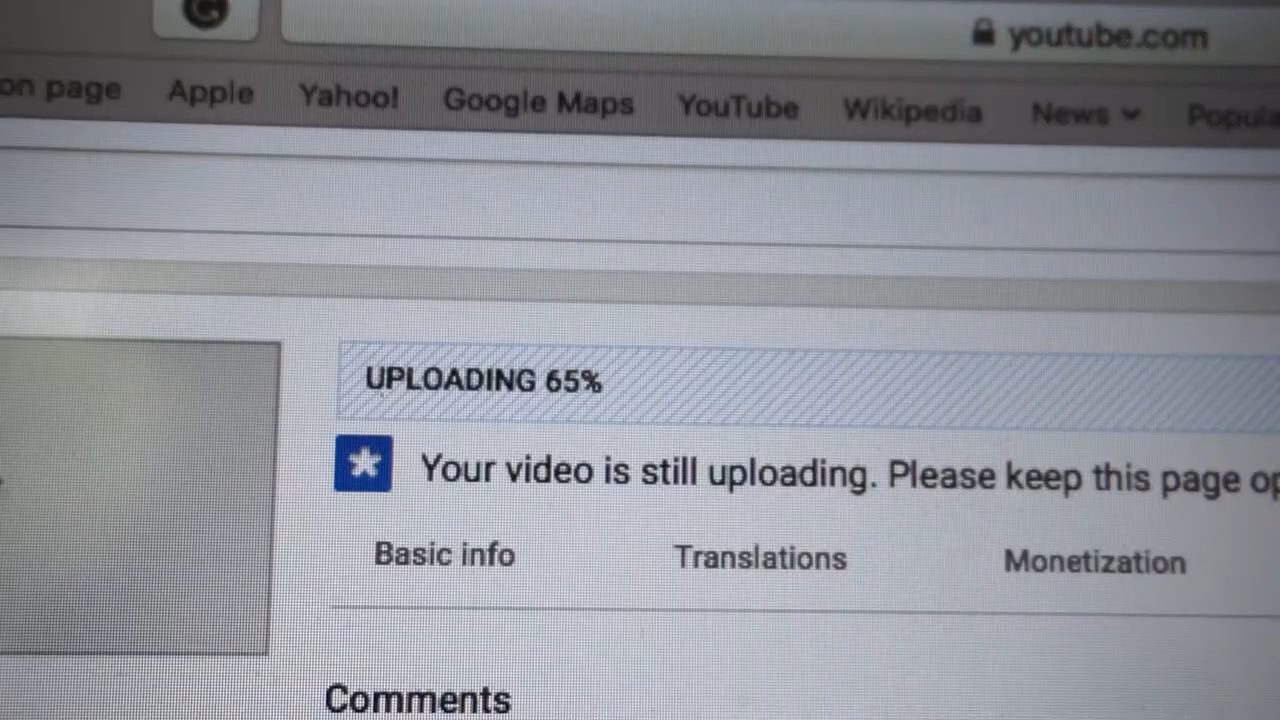 youtube.com
on page Apple Yahoo! Google Maps YouTube Wikipedia News
UPLOADING 65%
Your video is still uploading. Please keep this page
Basic info Translations Monetization
Comments